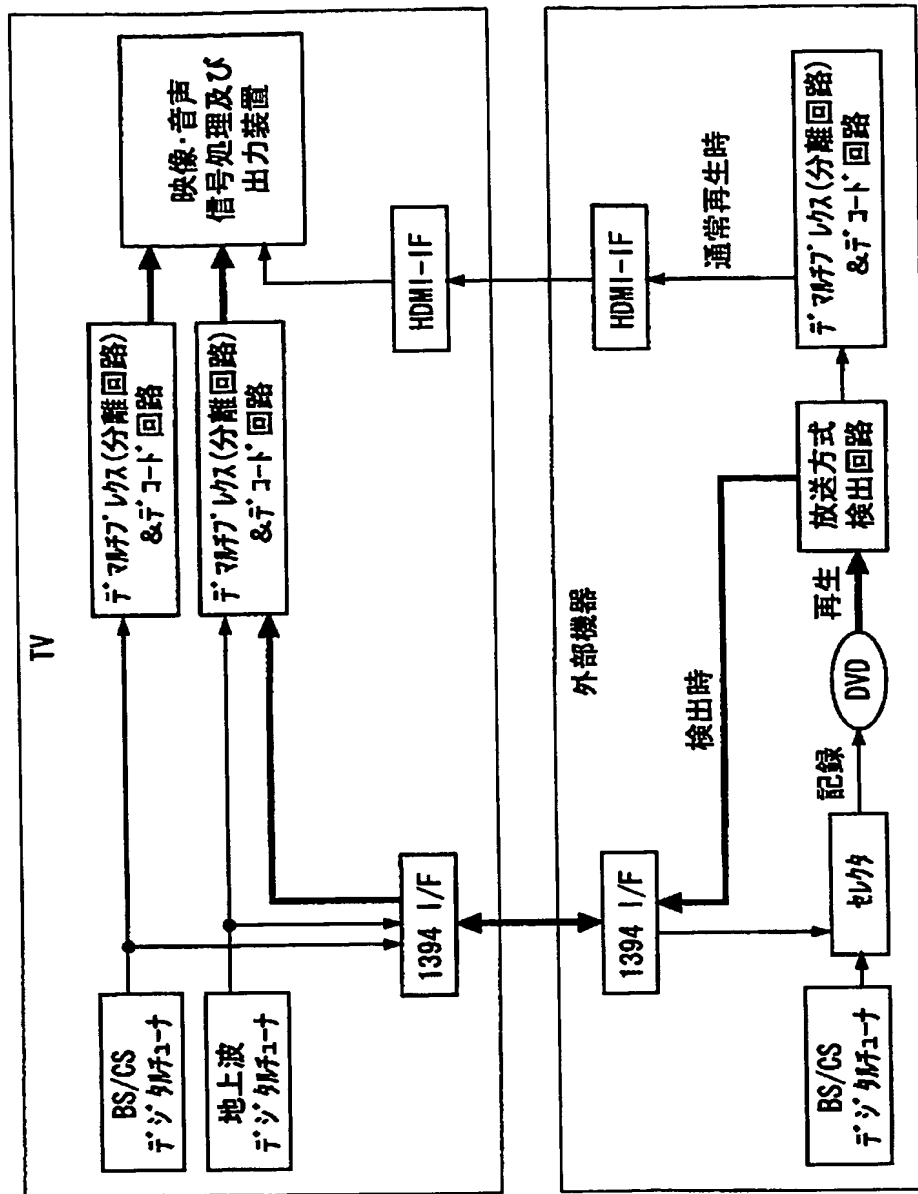 TV
BS/CS
デジタルチューナ
地上波
デジタルチューナ
デマルチプレクス(分離回路)
&デコード回路
デマルチプレクス(分離回路)
&デコード回路
映像・音声
信号処理及び
出力装置
1394 I/F
HDMI-IF
外部機器
1394 I/F
HDMI-IF
検出時
通常再生時
BS/CS
デジタルチューナ
セレクタ
記録
DVD
再生
放送方式
検出回路
デマルチプレクス(分離回路)
&デコード回路